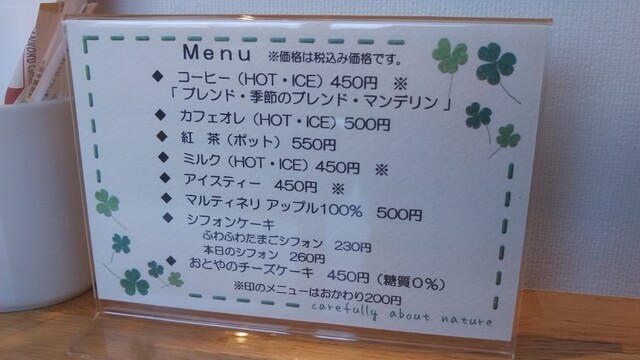 Menu ※価格は税込み価格です。
◆ コーヒー（HOT・ICE）450円 ※
「 ブレンド・季節のブレンド・マンデリン 」
◆ カフェオレ（HOT・ICE）500円
◆ 紅 茶（ポット） 550円
◆ ミルク（HOT・ICE）450円 ※
◆ アイスティー 450円 ※
◆ マルティネリ アップル100% 500円
◆ シフォンケーキ
ふわふわたまごシフォン 230円
本日のシフォン 260円
◆ おとやのチーズケーキ 450円（糖質０％）
※印のメニューはおかわり200円
carefully about nature